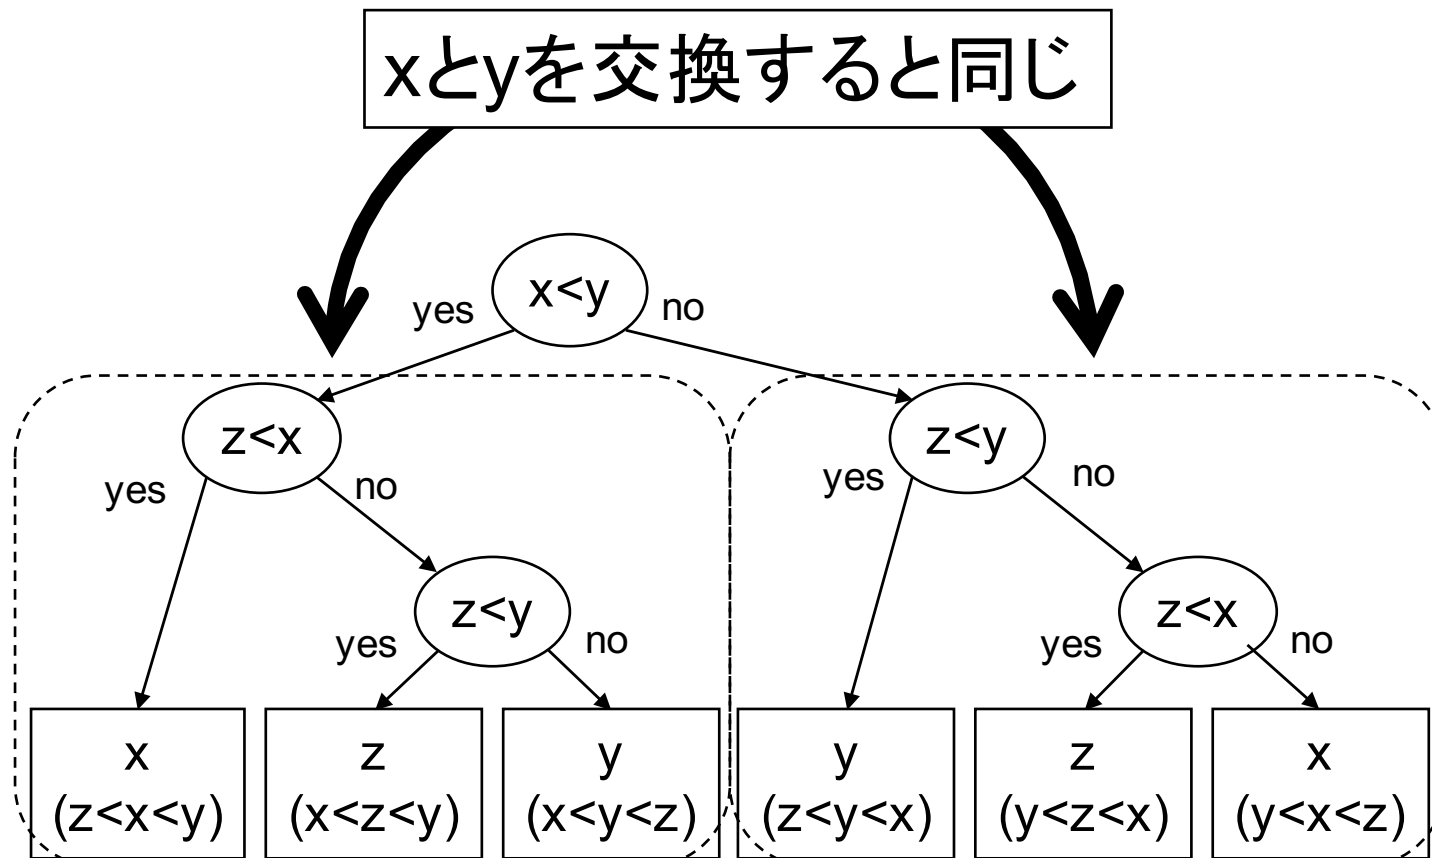 xとyを交換すると同じ
x<y
yes
no
z<x
z<y
yes
no
yes
no
z<y
z<x
yes
no
yes
no
x
(z<x<y)
z
(x<z<y)
y
(x<y<z)
y
(z<y<x)
z
(y<z<x)
x
(y<x<z)